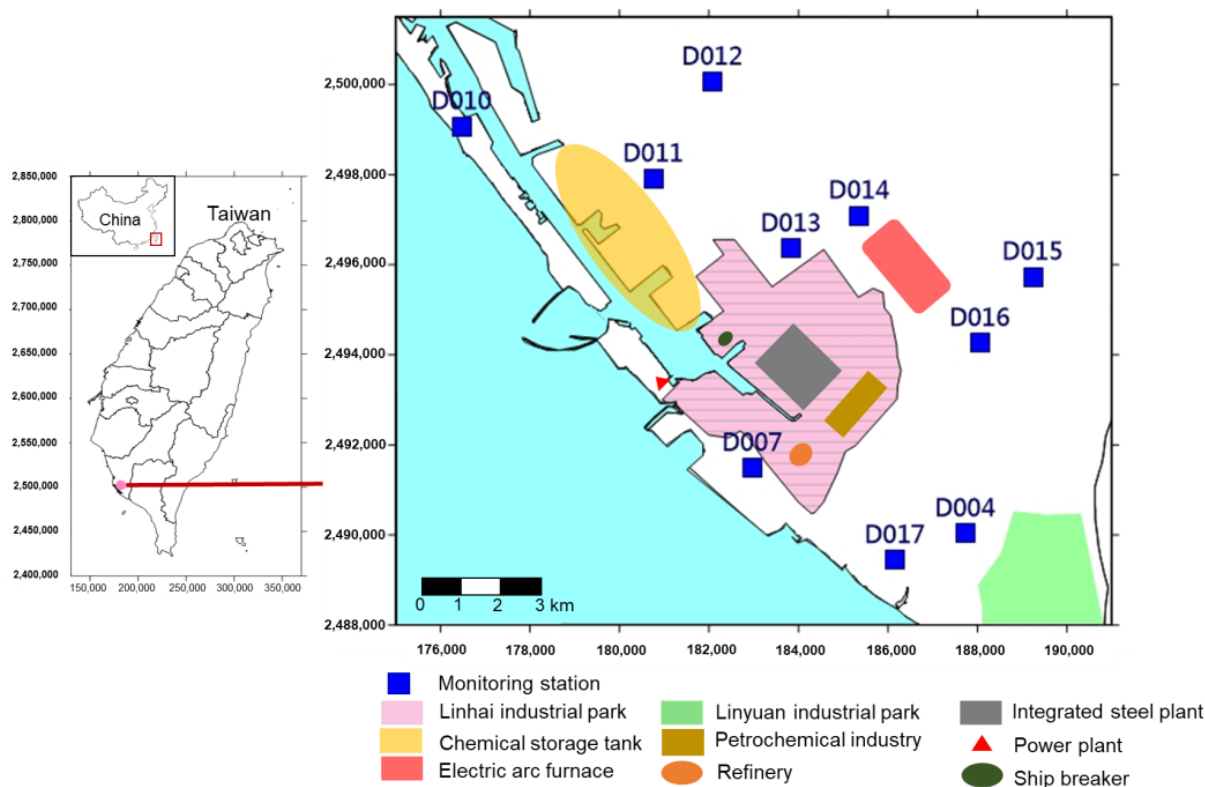 D012
2,500,000
D010
D011
2,498,000
2,850,000
D014
2,800,000
China
Taiwan
D013
2,496,000
D015
2,750,000
2,700,000
D016
2,650,000
2,494,000
2,600,000
2,550,000
2,492,000
D007
2,500,000
D004
2,450,000
2,490,000
D017
2,400,000
150,000 200,000 250,000 300,000 350,000
0 1 2 3 km
2,488,000
176,000 178,000 180,000 182,000 184,000 186,000 188,000 190,000
Monitoring station
Linhai industrial park Linyuan industrial park Integrated steel plant
Chemical storage tank Petrochemical industry Power plant
Electric arc furnace Refinery Ship breaker